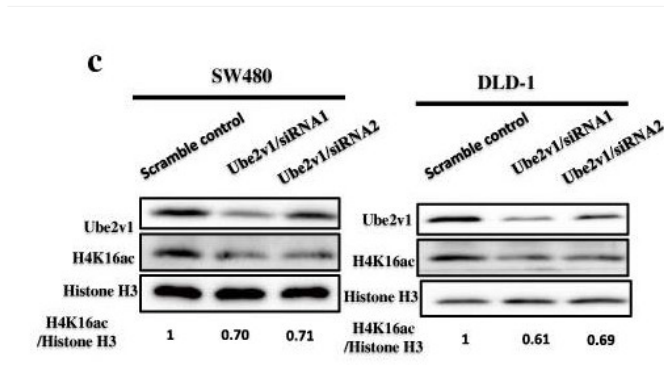 c
SW480
DLD-1
Scramble control
Ube2v1/siRNA1
Ube2v1/siRNA2
Scramble control
Ube2v1/siRNA1
Ube2v1/siRNA2
Ube2v1
H4K16ac
Histone H3
H4K16ac
/Histone H3
1 0.70 0.71
Ube2v1
H4K16ac
Histone H3
H4K16ac
/Histone H3
1 0.61 0.69